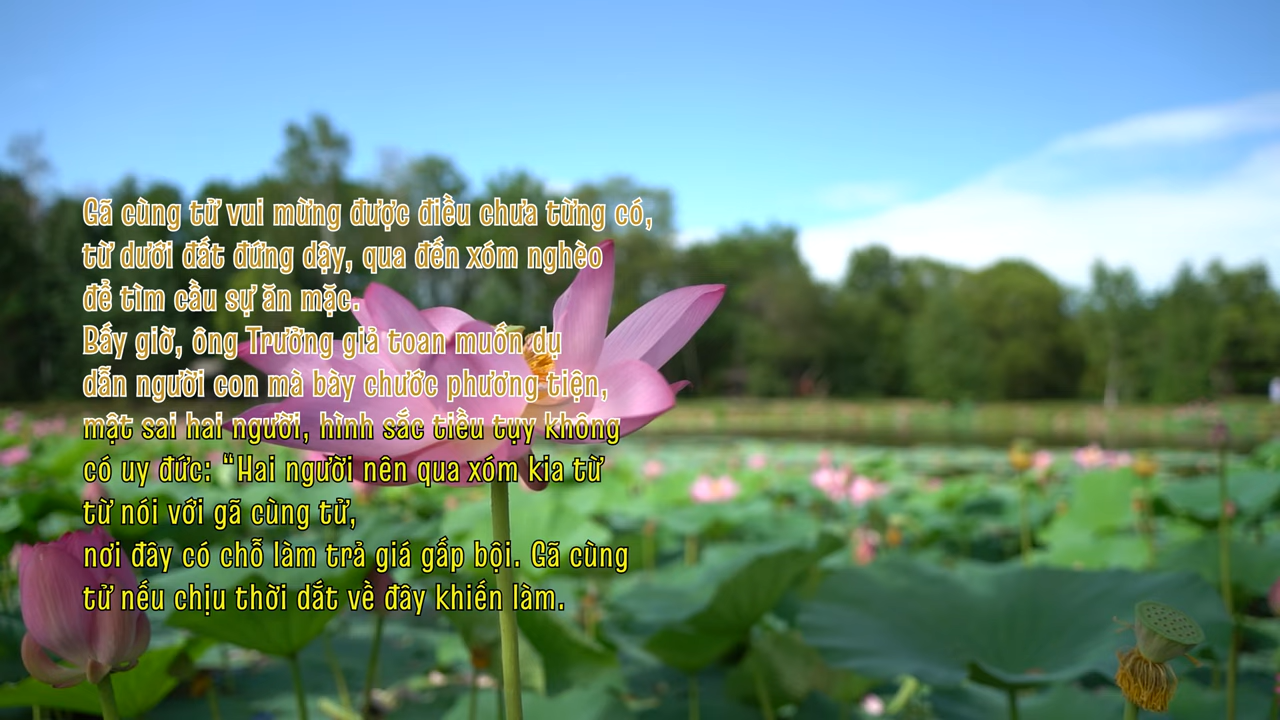 Gã cùng tử vui mừng được điều chưa từng có,
từ dưới đất đứng dậy, qua đến xóm nghèo
để tìm cầu sự ăn mặc.
Bấy giờ, ông Trưởng giả toan muốn dụ
dẫn người con mà bày chước phương tiện,
mật sai hai người, hình sắc tiều tụy không
có uy đức: “Hai người nên qua xóm kia từ
từ nói với gã cùng tử,
nơi đây có chỗ làm trả giá gấp bội. Gã cùng
tử nếu chịu thời dắt về đây khiến làm.